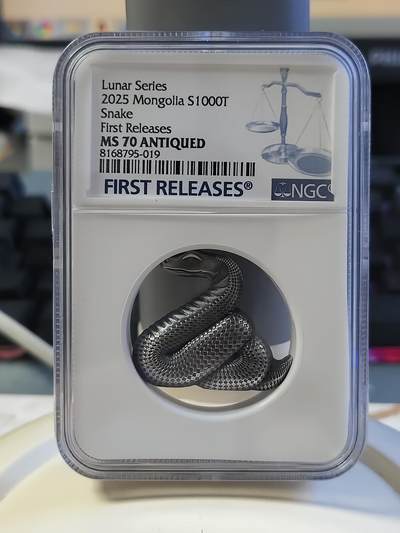 Lunar Series
2025 Mongolia S1000T
Snake
First Releases
MS 70 ANTIQUED
8168795-019
FIRST RELEASES®
NGC